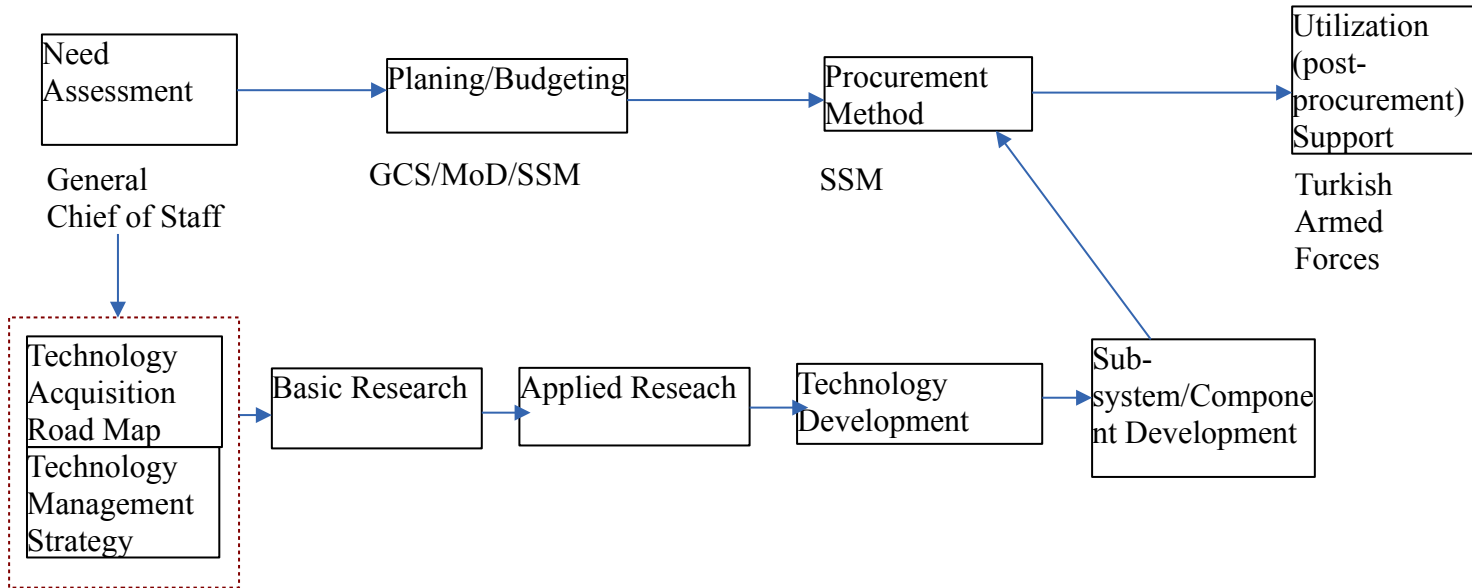 Need
Assessment
Planing/Budgeting
Procurement
Method
Utilization
(post-
procurement)
Support
General
Chief of Staff
GCS/MoD/SSM
SSM
Turkish
Armed
Forces
Technology
Acquisition
Road Map
Technology
Management
Strategy
Basic Research
Applied Reseach
Technology
Development
Sub-
system/Compone
nt Development